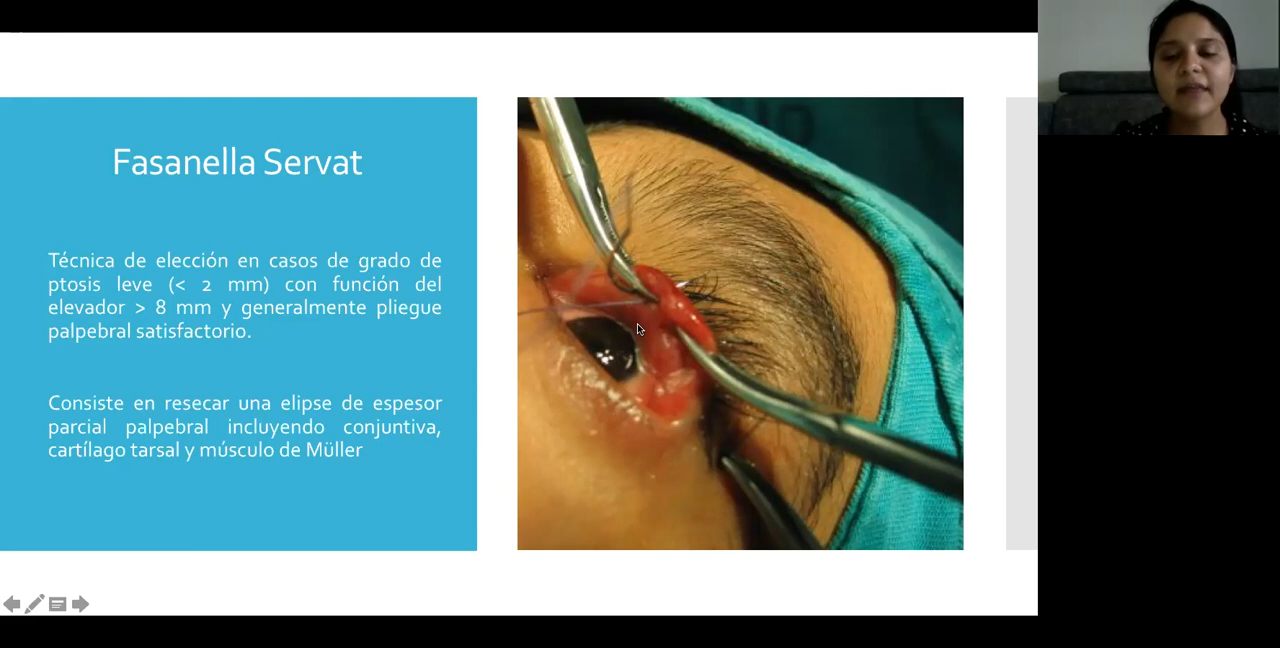 Fasanella Servat
Técnica de elección en casos de grado de
ptosis leve (< 2 mm) con función del
elevador > 8 mm y generalmente pliegue
palpebral satisfactorio.
Consiste en resecar una elipse de espesor
parcial palpebral incluyendo conjuntiva,
cartílago tarsal y músculo de Müller